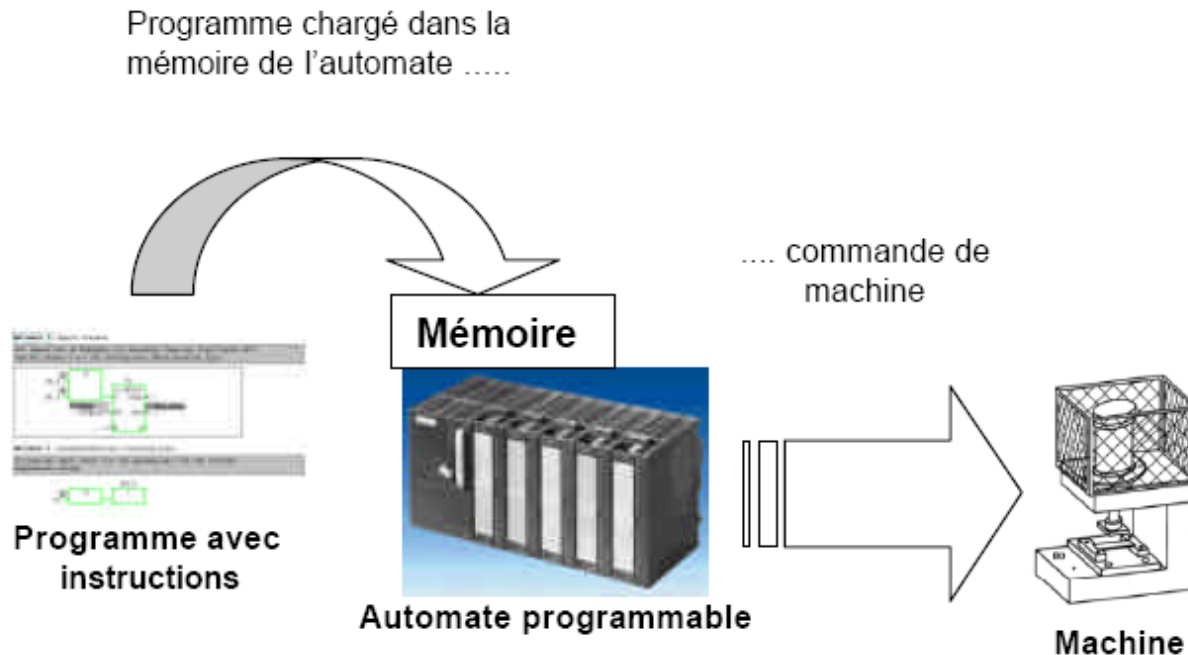 Programme chargé dans la
mémoire de l'automate .....
.... commande de
machine
Mémoire
Programme avec
instructions
Automate programmable
Machine